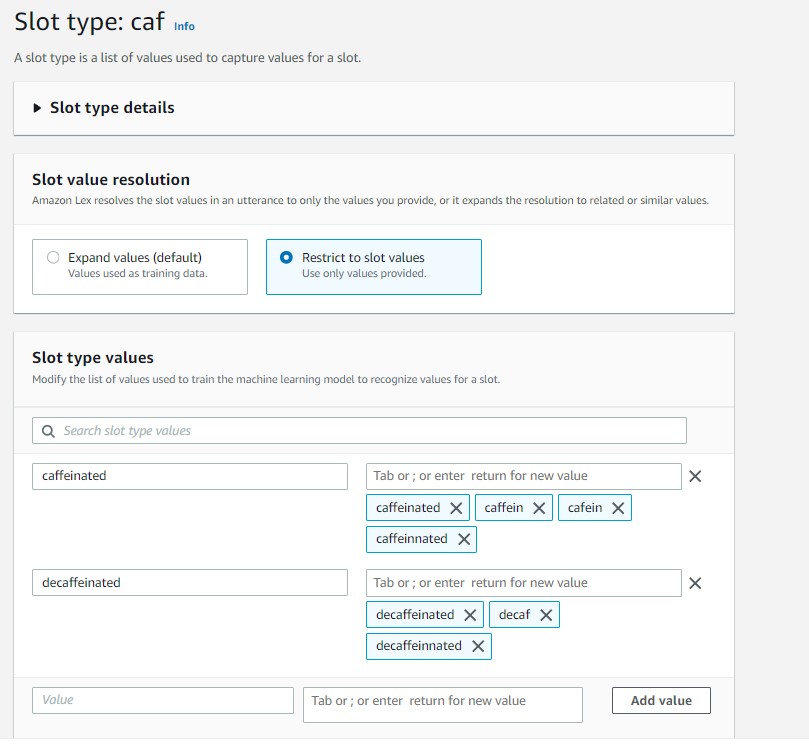 Slot type: caf Info
A slot type is a list of values used to capture values for a slot.
Slot type details
Slot value resolution
Amazon Lex resolves the slot values in an utterance to only the values you provide, or it expands the resolution to related or similar values.
Expand values (default)
Values used as training data.
Restrict to slot values
Use only values provided.
Slot type values
Modify the list of values used to train the machine learning model to recognize values for a slot.
Search slot type values
caffeinated
Tab or ; or enter return for new value
caffeinated caffein cafein
caffeinnated
decaffeinated
Tab or ; or enter return for new value
decaffeinated decaf
decaffeinnated
Value
Tab or ; or enter return for new value
Add value